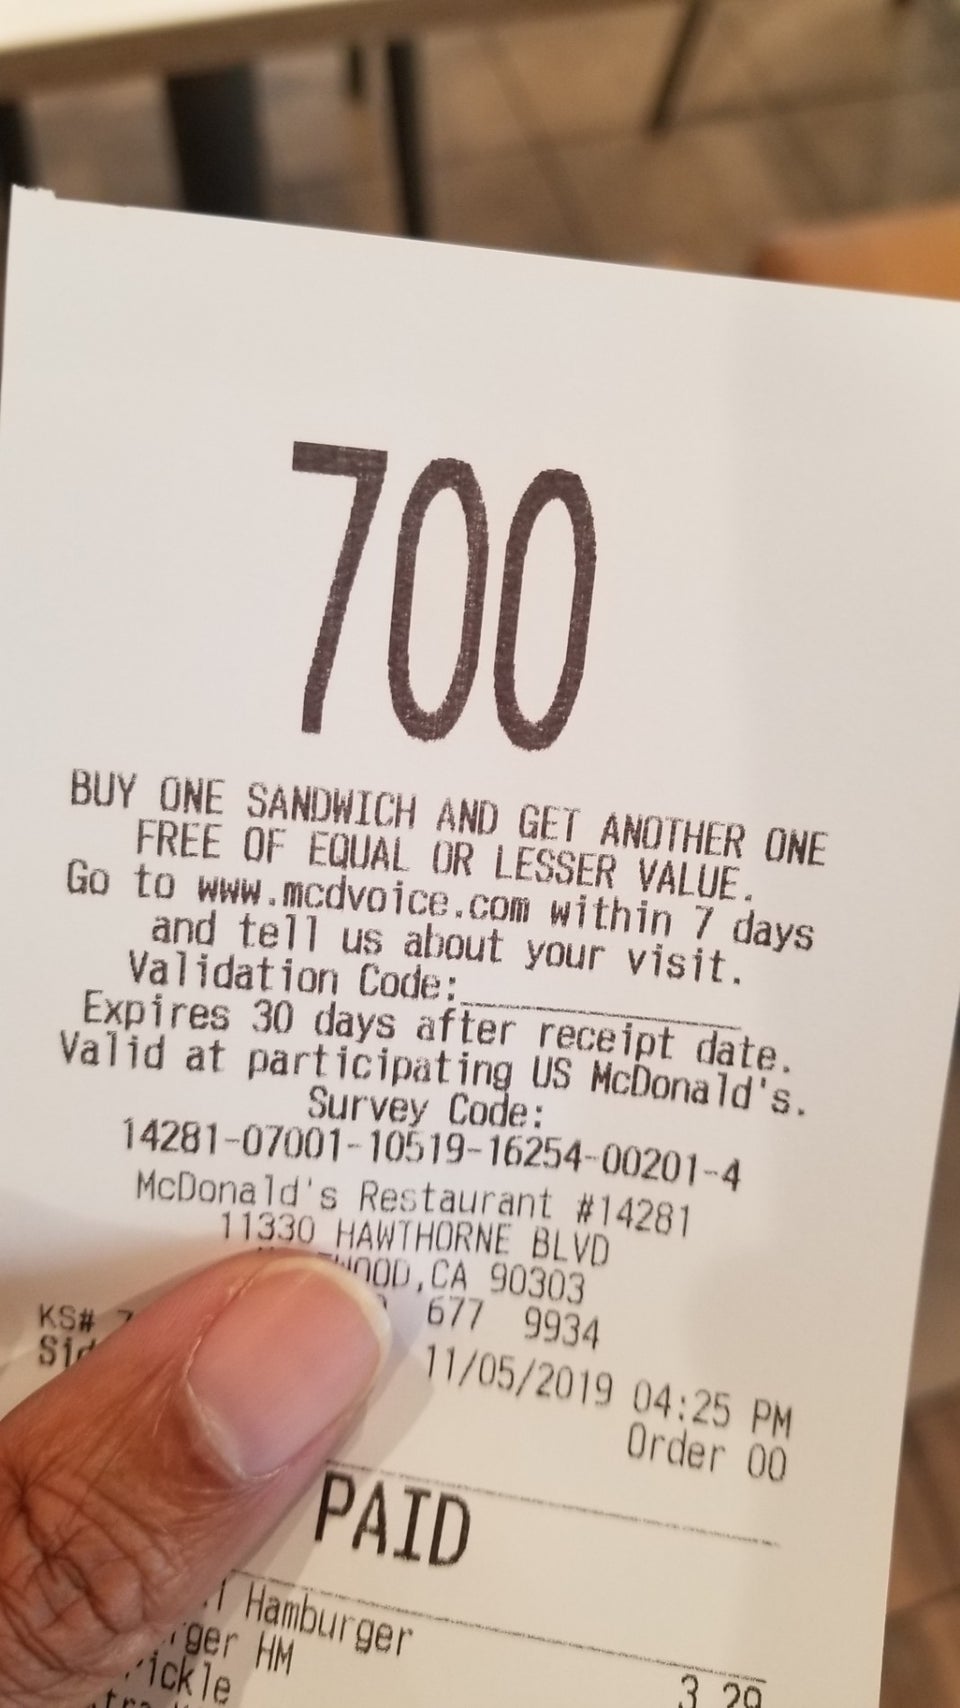 700
BUY ONE SANDWICH AND GET ANOTHER ONE
FREE OF EQUAL OR LESSER VALUE.
Go to www.mcdvoice.com within 7 days
and tell us about your visit.
Validation Code:____________
Expires 30 days after receipt date.
Valid at participating US McDonald's.
Survey Code:
14281-07001-10519-16254-00201-4
McDonald's Restaurant #14281
11330 HAWTHORNE BLVD
,CA 90303
677 9934
KS#
11/05/2019 04:25 PM
Order 00
PAID
Hamburger
HM
3.29